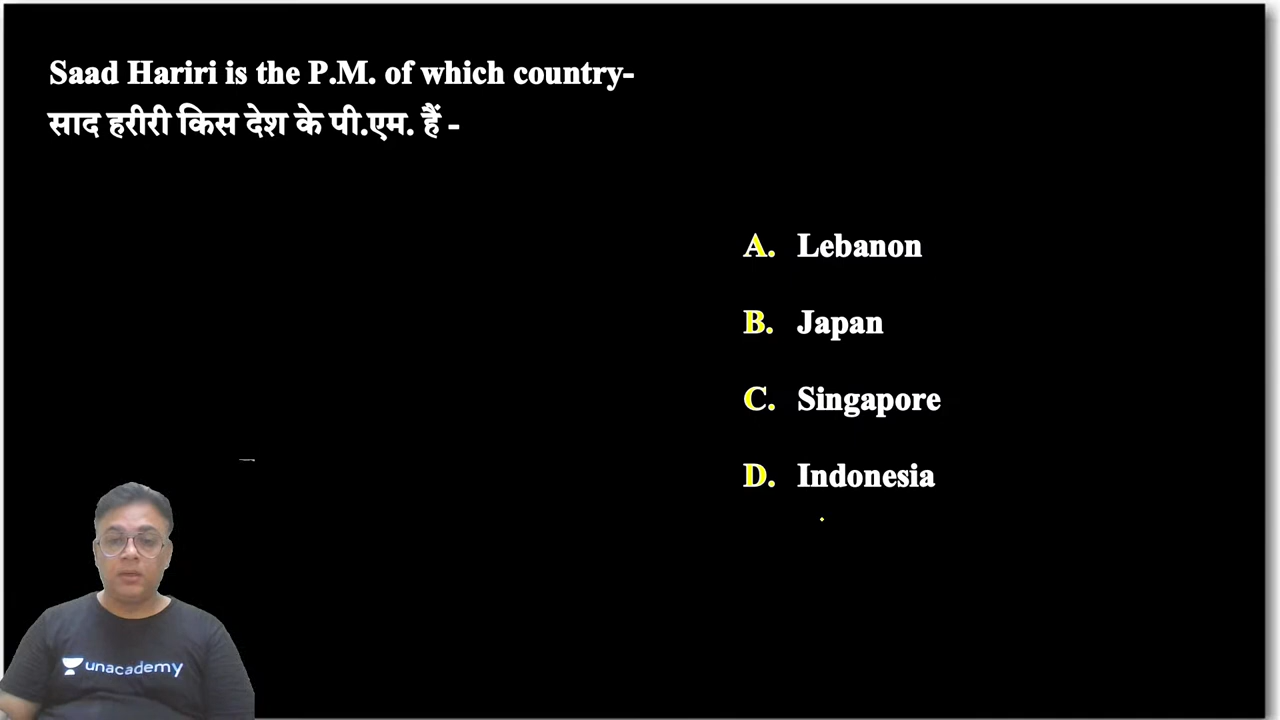 Saad Hariri is the P.M. of which country-
साद हरीरी किस देश के पी.एम. हैं -
A. Lebanon
B. Japan
C. Singapore
D. Indonesia
unacademy